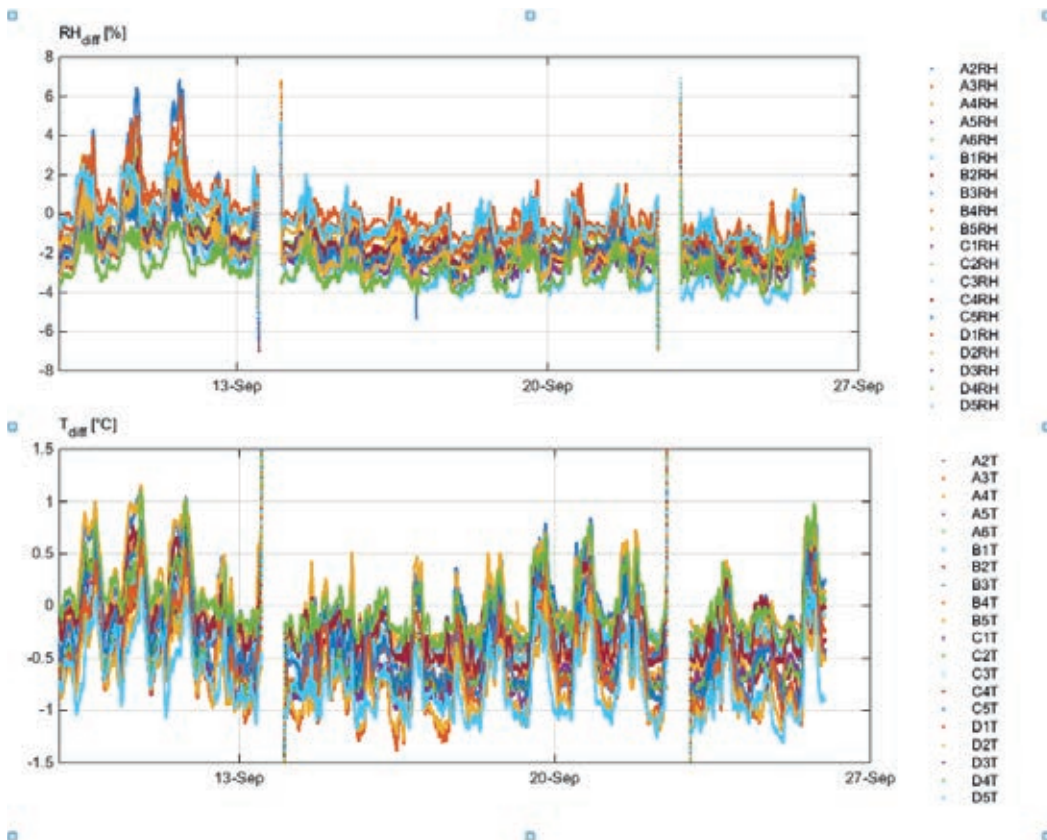 RHdiff [%]
8
6
4
2
0
-2
-4
-6
-8
13-Sep
20-Sep
27-Sep
A2RH
A3RH
A4RH
A5RH
A6RH
B1RH
B2RH
B3RH
B4RH
B5RH
C1RH
C2RH
C3RH
C4RH
C5RH
D1RH
D2RH
D3RH
D4RH
D5RH
Tdiff [°C]
1.5
1
0.5
0
-0.5
-1
-1.5
13-Sep
20-Sep
27-Sep
A2T
A3T
A4T
A5T
A6T
B1T
B2T
B3T
B4T
B5T
C1T
C2T
C3T
C4T
C5T
D1T
D2T
D3T
D4T
D5T